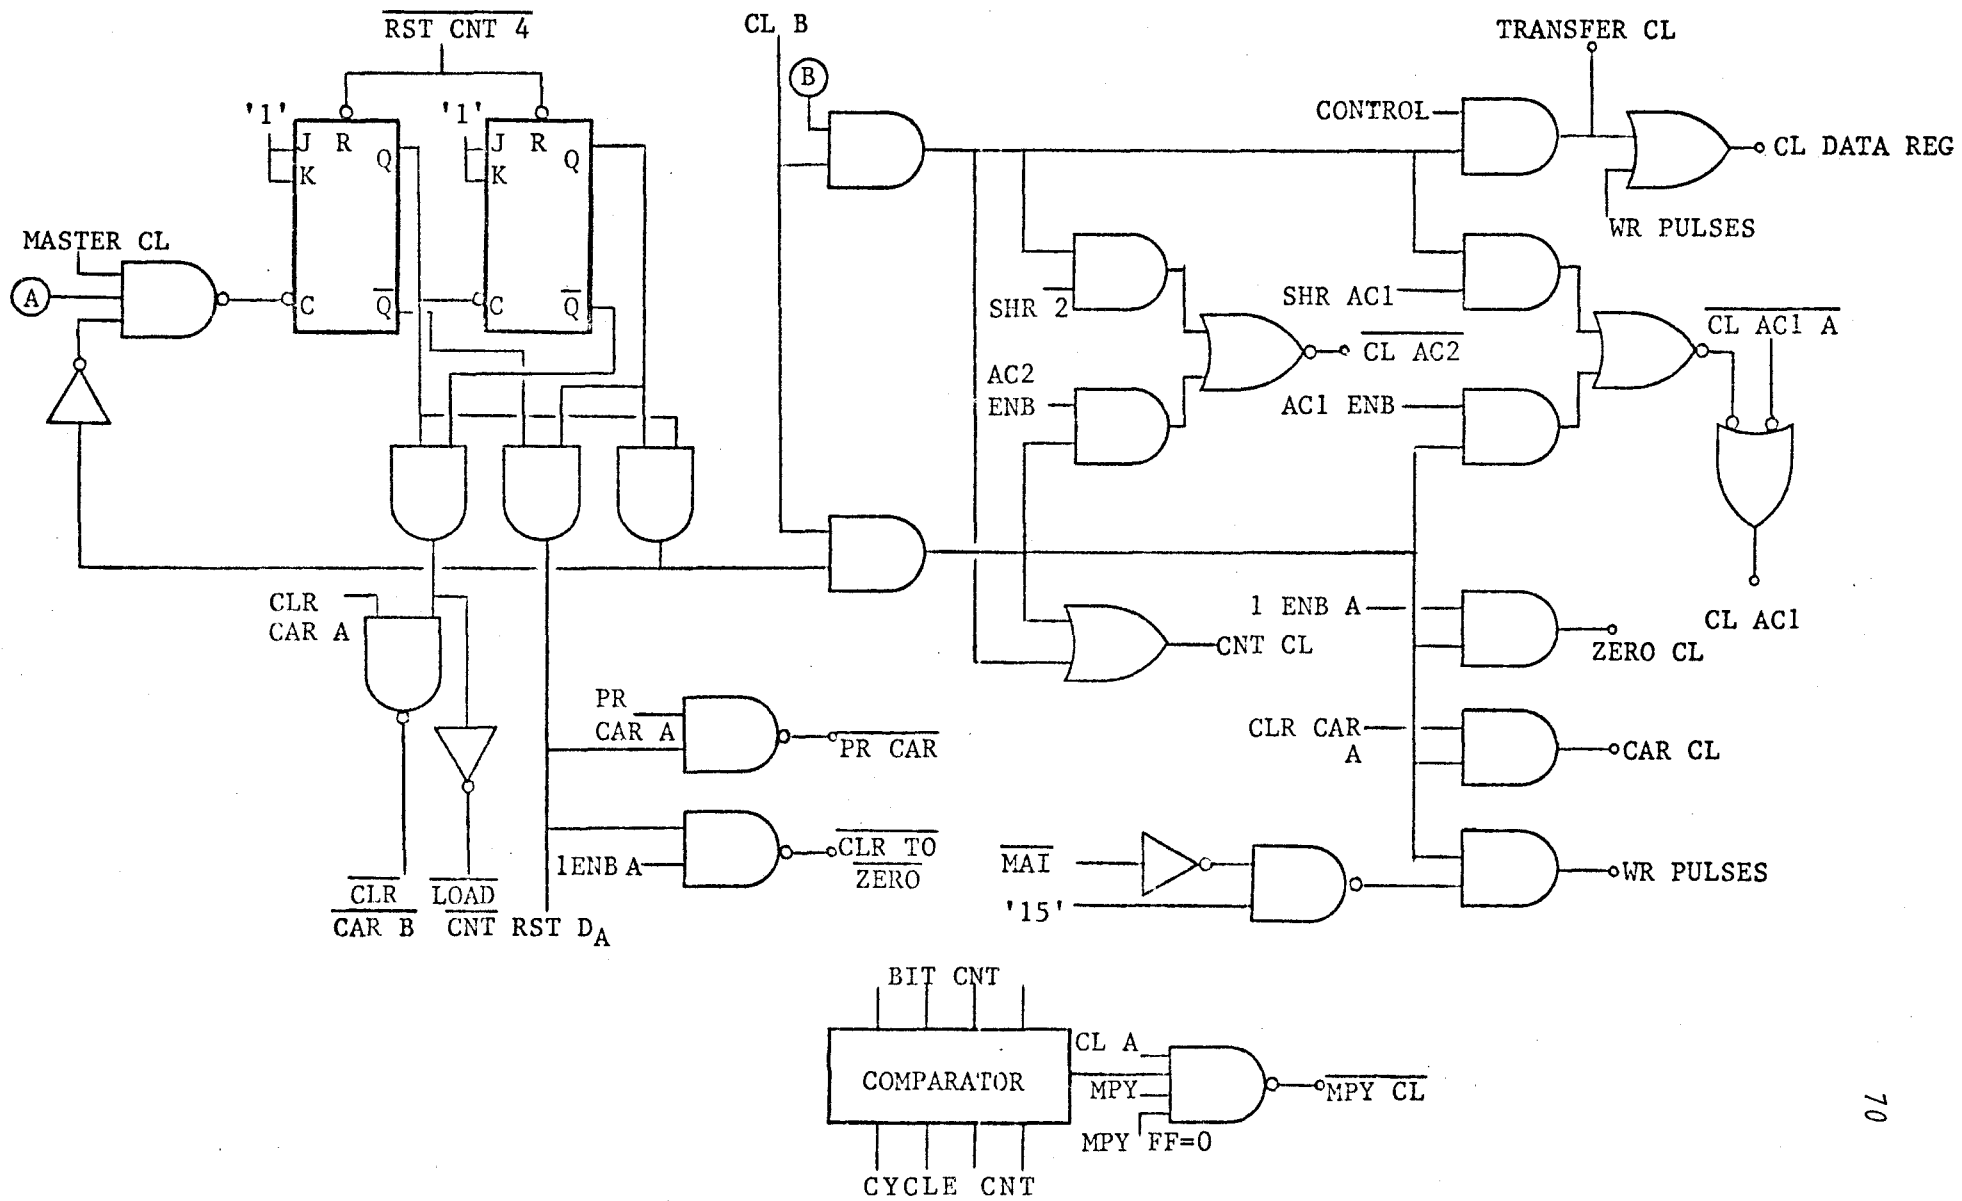 RST CNT 4
CL B
TRANSFER CL
B
'1'
'1'
CONTROL
J R Q
K
J R Q
K
CL DATA REG
WR PULSES
MASTER CL
A
C Q
C Q
SHR 2
SHR AC1
CL AC1 A
CL AC2
AC2
ENB
AC1 ENB
CLR
CAR A
1 ENB A
CL AC1
CNT CL
ZERO CL
PR
CAR A
PR CAR
CLR CAR
A
CAR CL
1ENB A
CLR TO
ZERO
MAI
WR PULSES
'15'
CLR
CAR B
LOAD
CNT
RST DA
BIT CNT
CL A
COMPARATOR
MPY
MPY CL
MPY FF=0
CYCLE CNT
70